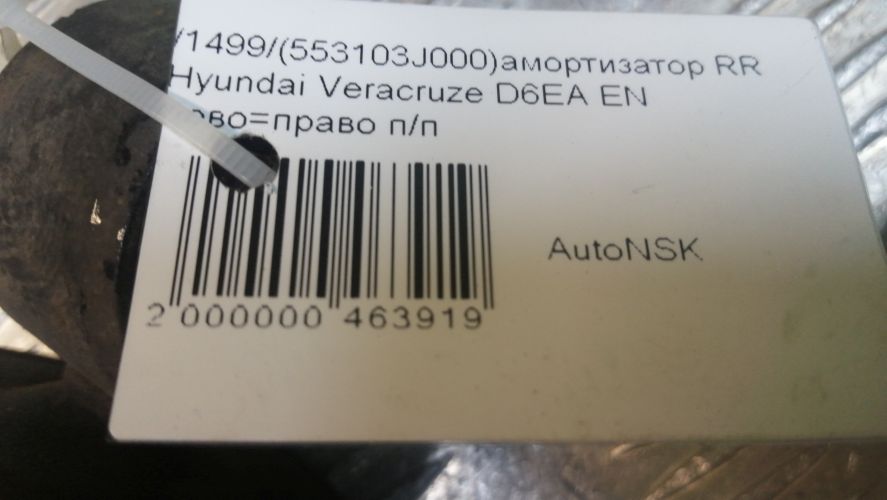 /1499/(553103J000)амортизатор RR
Hyundai Veracruze D6EA EN
=право п/п
AutoNSK
2 000000 463919